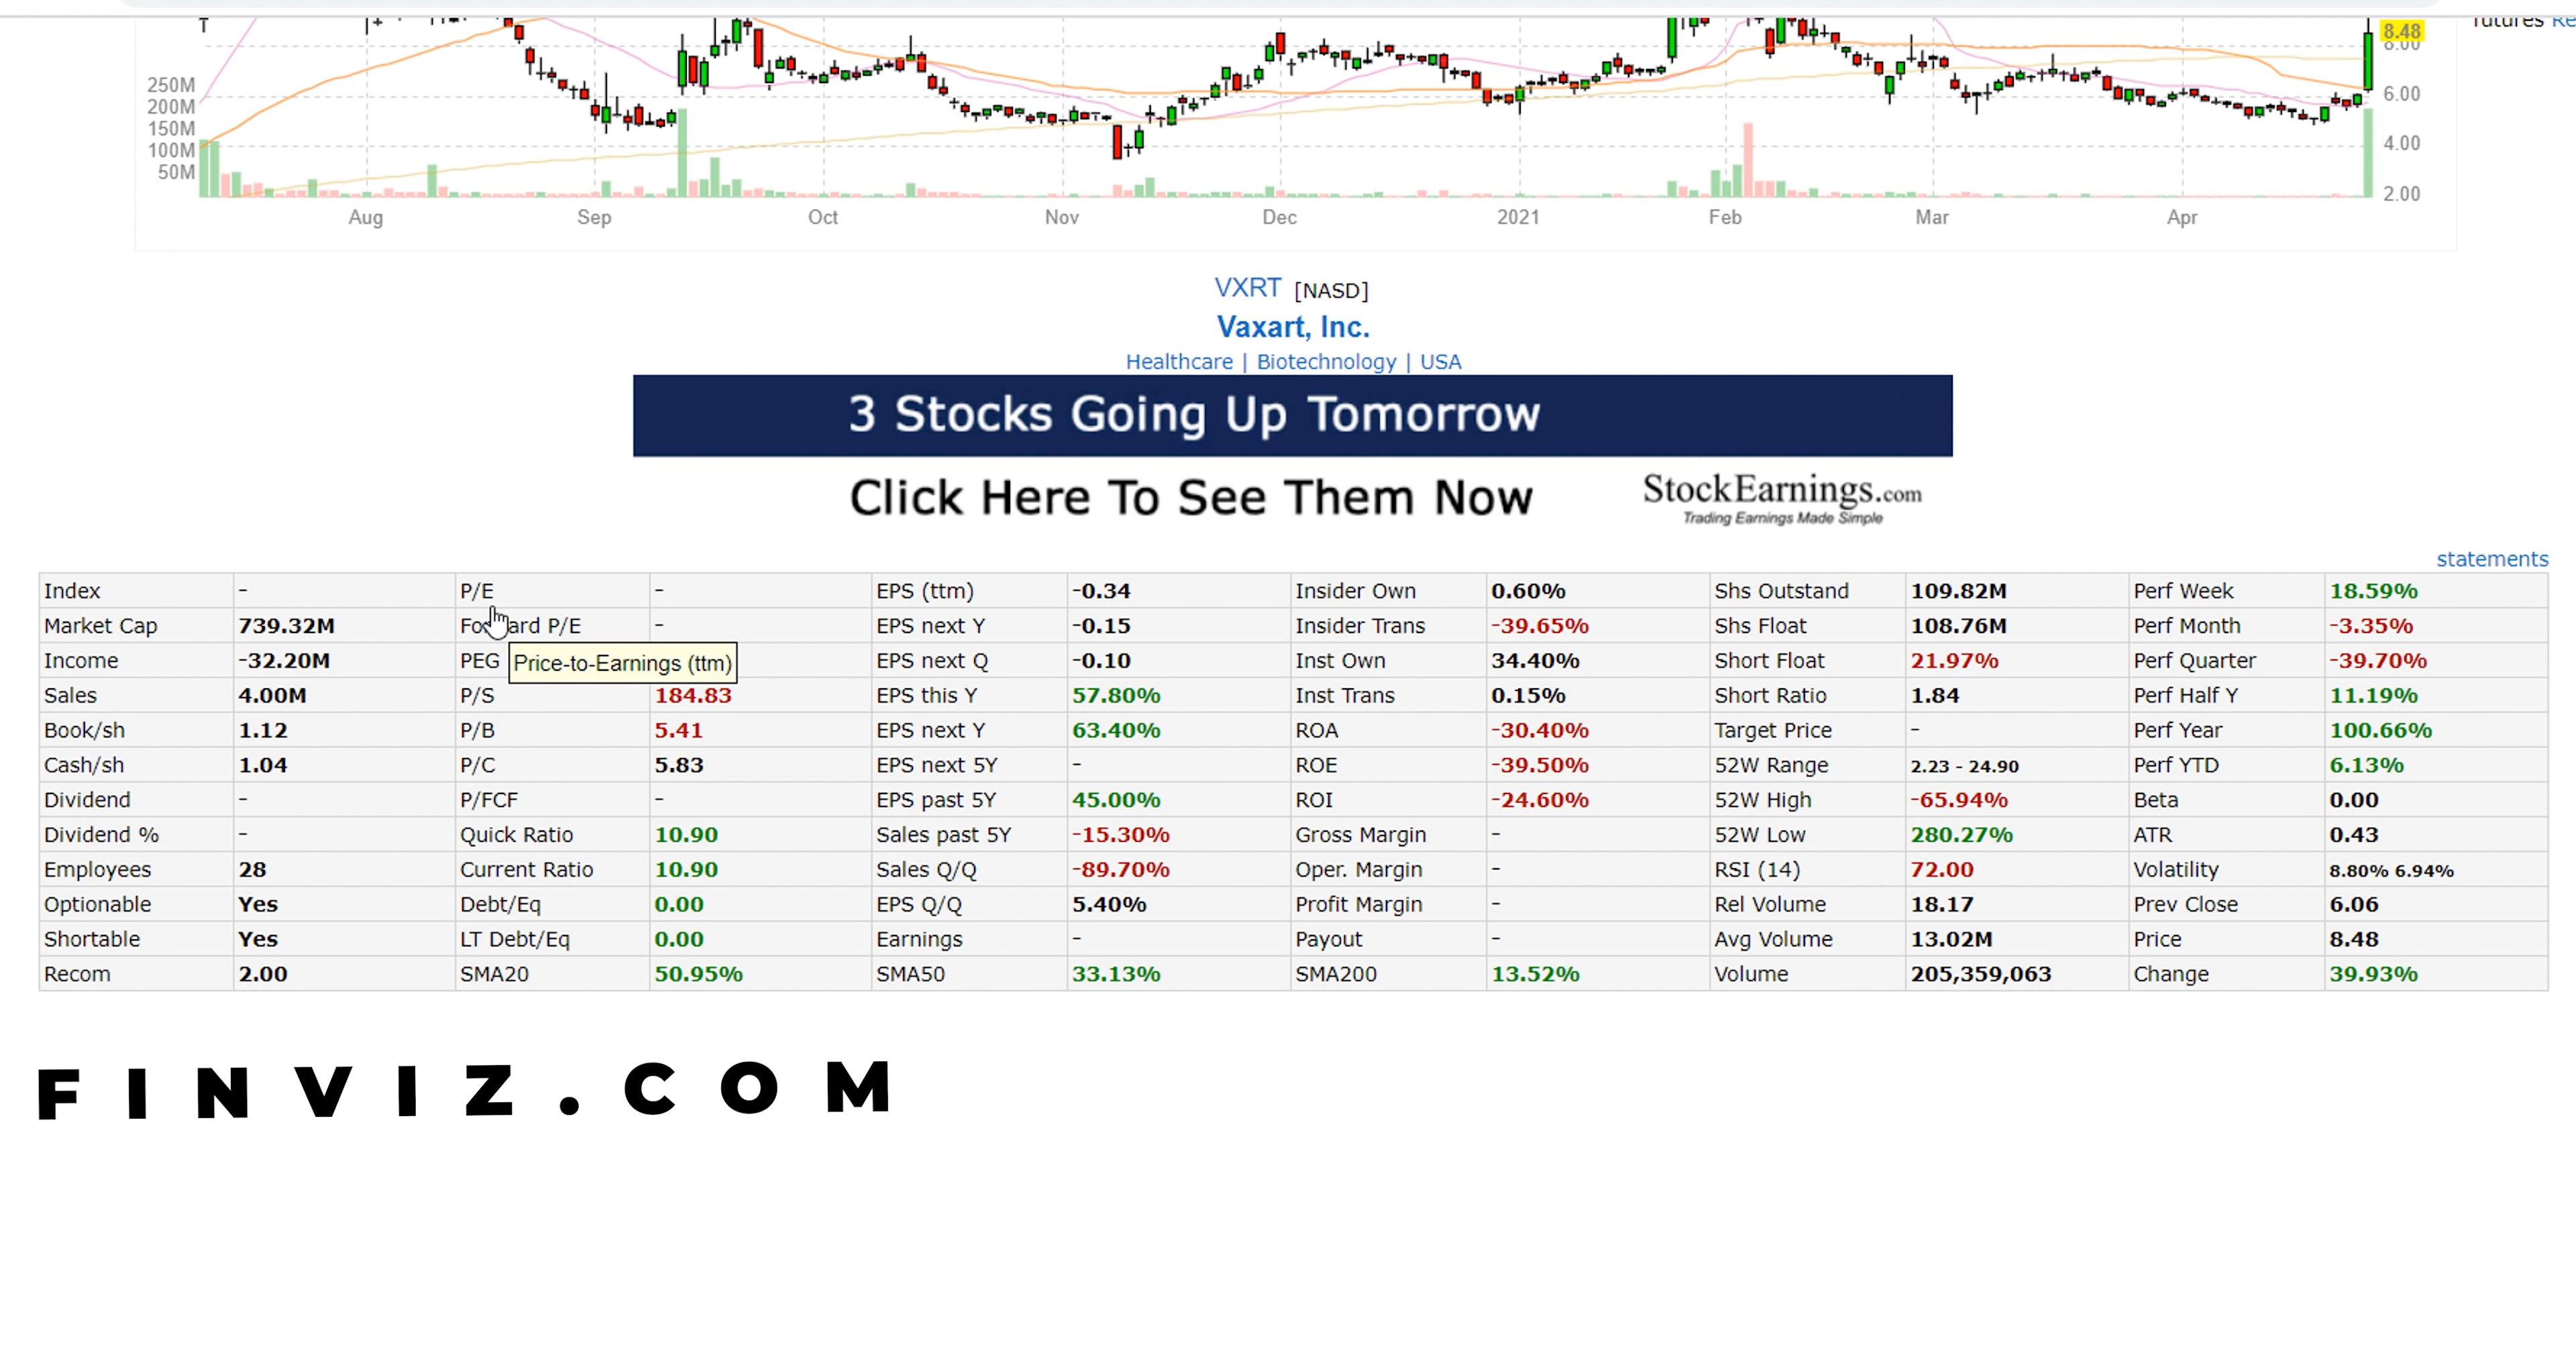 futures
8.48
8.00
250M
200M
6.00
150M
100M
4.00
50M
2.00
Aug Sep Oct Nov Dec 2021 Feb Mar Apr
VXRT [NASD]
Vaxart, Inc.
Healthcare | Biotechnology | USA
3 Stocks Going Up Tomorrow
Click Here To See Them Now
StockEarnings.com
Trading Earnings Made Simple
statements
Index - P/E - EPS (ttm) -0.34 Insider Own 0.60% Shs Outstand 109.82M Perf Week 18.59%
Market Cap 739.32M Forward P/E - EPS next Y -0.15 Insider Trans -39.65% Shs Float 108.76M Perf Month -3.35%
Income -32.20M PEG Price-to-Earnings (ttm) EPS next Q -0.10 Inst Own 34.40% Short Float 21.97% Perf Quarter -39.70%
Sales 4.00M P/S 184.83 EPS this Y 57.80% Inst Trans 0.15% Short Ratio 1.84 Perf Half Y 11.19%
Book/sh 1.12 P/B 5.41 EPS next Y 63.40% ROA -30.40% Target Price - Perf Year 100.66%
Cash/sh 1.04 P/C 5.83 EPS next 5Y - ROE -39.50% 52W Range 2.23 - 24.90 Perf YTD 6.13%
Dividend - P/FCF - EPS past 5Y 45.00% ROI -24.60% 52W High -65.94% Beta 0.00
Dividend % - Quick Ratio 10.90 Sales past 5Y -15.30% Gross Margin - 52W Low 280.27% ATR 0.43
Employees 28 Current Ratio 10.90 Sales Q/Q -89.70% Oper. Margin - RSI (14) 72.00 Volatility 8.80% 6.94%
Optionable Yes Debt/Eq 0.00 EPS Q/Q 5.40% Profit Margin - Rel Volume 18.17 Prev Close 6.06
Shortable Yes LT Debt/Eq 0.00 Earnings - Payout - Avg Volume 13.02M Price 8.48
Recom 2.00 SMA20 50.95% SMA50 33.13% SMA200 13.52% Volume 205,359,063 Change 39.93%
FINVIZ.COM